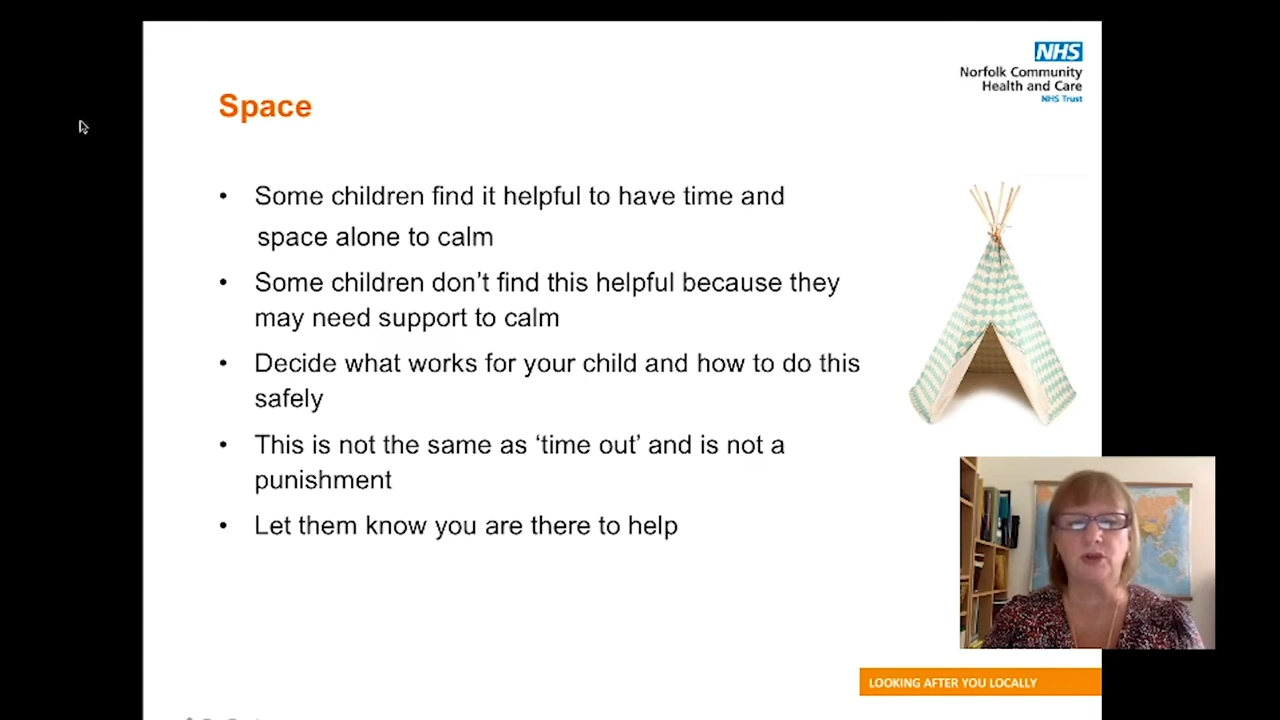 NHS
Norfolk Community
Health and Care
NHS Trust
Space
• Some children find it helpful to have time and
space alone to calm
• Some children don’t find this helpful because they
may need support to calm
• Decide what works for your child and how to do this
safely
• This is not the same as ‘time out’ and is not a
punishment
• Let them know you are there to help
LOOKING AFTER YOU LOCALLY